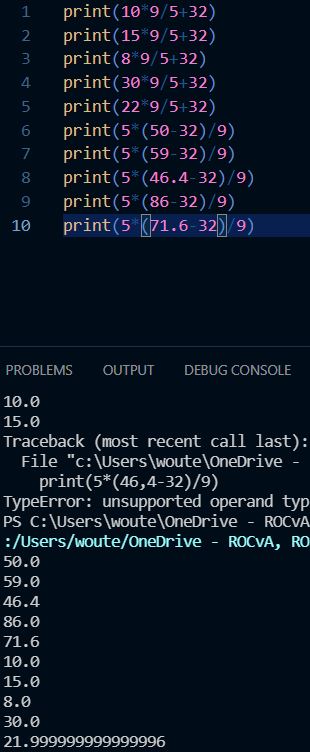 1 print(10*9/5+32)
2 print(15*9/5+32)
3 print(8*9/5+32)
4 print(30*9/5+32)
5 print(22*9/5+32)
6 print(5*(50-32)/9)
7 print(5*(59-32)/9)
8 print(5*(46.4-32)/9)
9 print(5*(86-32)/9)
10 print(5*(71.6-32)/9)
PROBLEMS OUTPUT DEBUG CONSOLE
10.0
15.0
Traceback (most recent call last):
File "c:\Users\woute\OneDrive -
print(5*(46,4-32)/9)
TypeError: unsupported operand typ
PS C:\Users\woute\OneDrive - ROCvA
:/Users/woute/OneDrive - ROCvA, RO
50.0
59.0
46.4
86.0
71.6
10.0
15.0
8.0
30.0
21.999999999999996